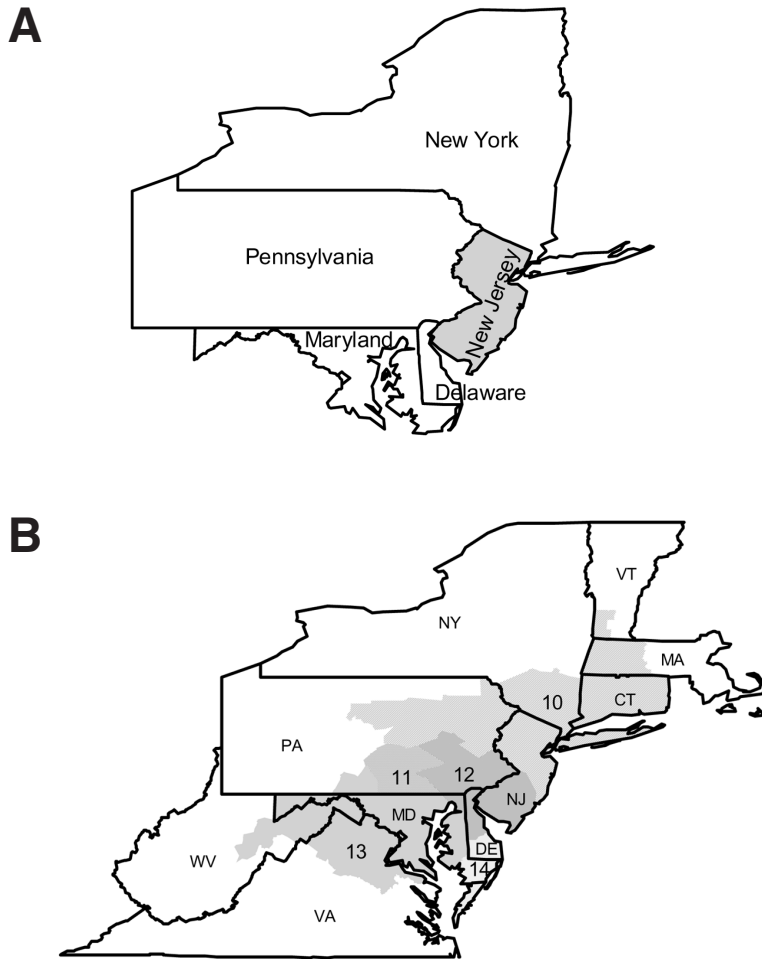 A
New York
Pennsylvania
New Jersey
Maryland
Delaware
B
VT
NY
MA
10
CT
PA
11
12
NJ
MD
DE
13
WV
14
VA